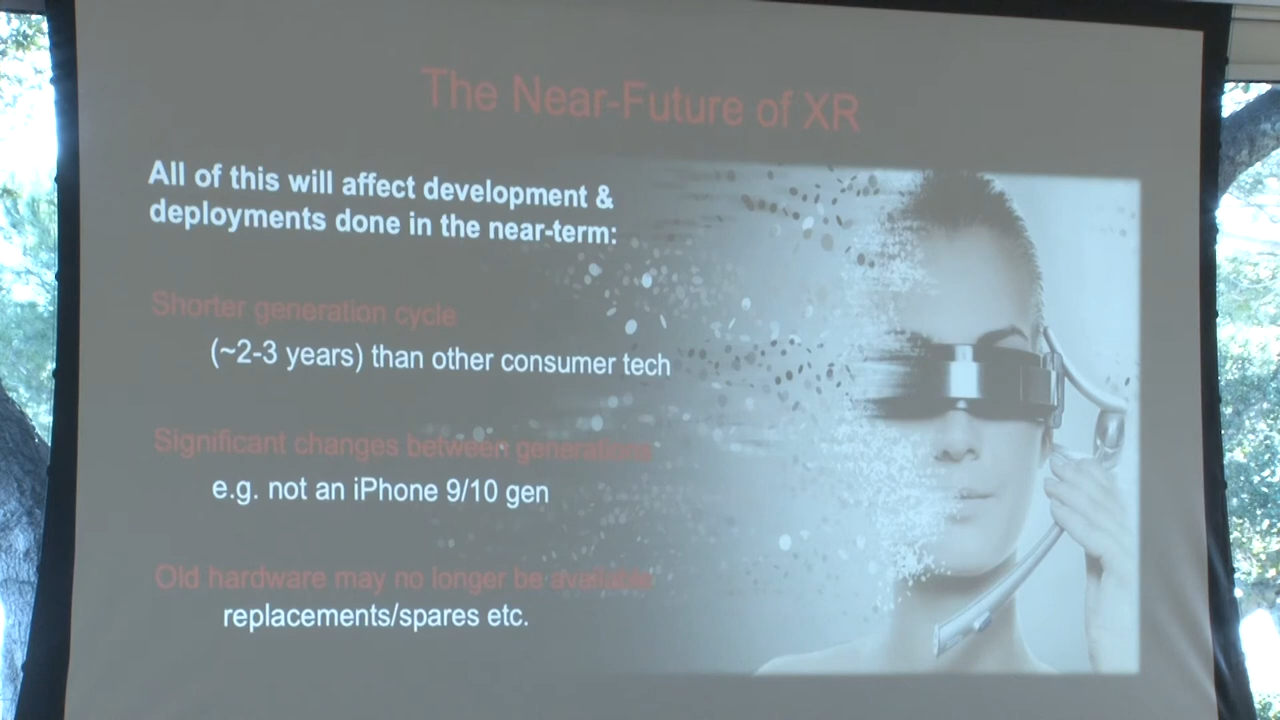 The Near-Future of XR
All of this will affect development &
deployments done in the near-term:
Shorter generation cycle
(~2-3 years) than other consumer tech
Significant changes between generations
e.g. not an iPhone 9/10 gen
Old hardware may no longer be available
replacements/spares etc.